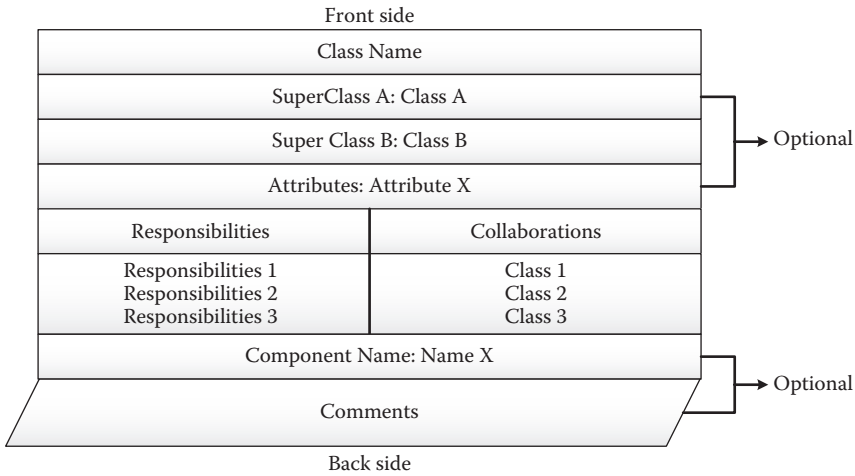 Front side
Class Name
SuperClass A: Class A
Super Class B: Class B
Optional
Attributes: Attribute X
Responsibilities
Collaborations
Responsibilities 1
Class 1
Responsibilities 2
Class 2
Responsibilities 3
Class 3
Component Name: Name X
Optional
Comments
Back side